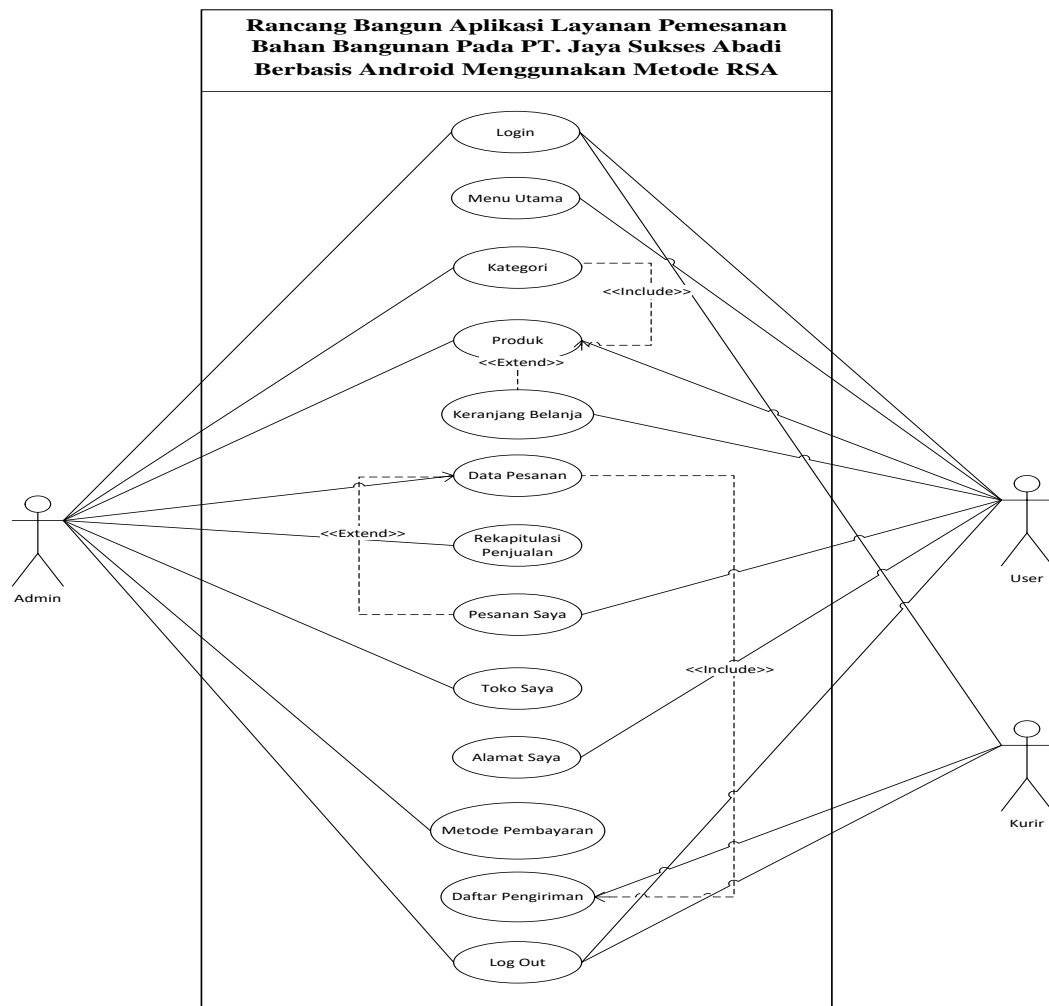 Rancang Bangun Aplikasi Layanan Pemesanan
Bahan Bangunan Pada PT. Jaya Sukses Abadi
Berbasis Android Menggunakan Metode RSA
Login
Menu Utama
Kategori
<<Include>>
Produk
<<Extend>>
Keranjang Belanja
Data Pesanan
<<Extend>>
Rekapitulasi
Penjualan
Admin
User
Pesanan Saya
<<Include>>
Toko Saya
Alamat Saya
Kurir
Metode Pembayaran
Daftar Pengiriman
Log Out